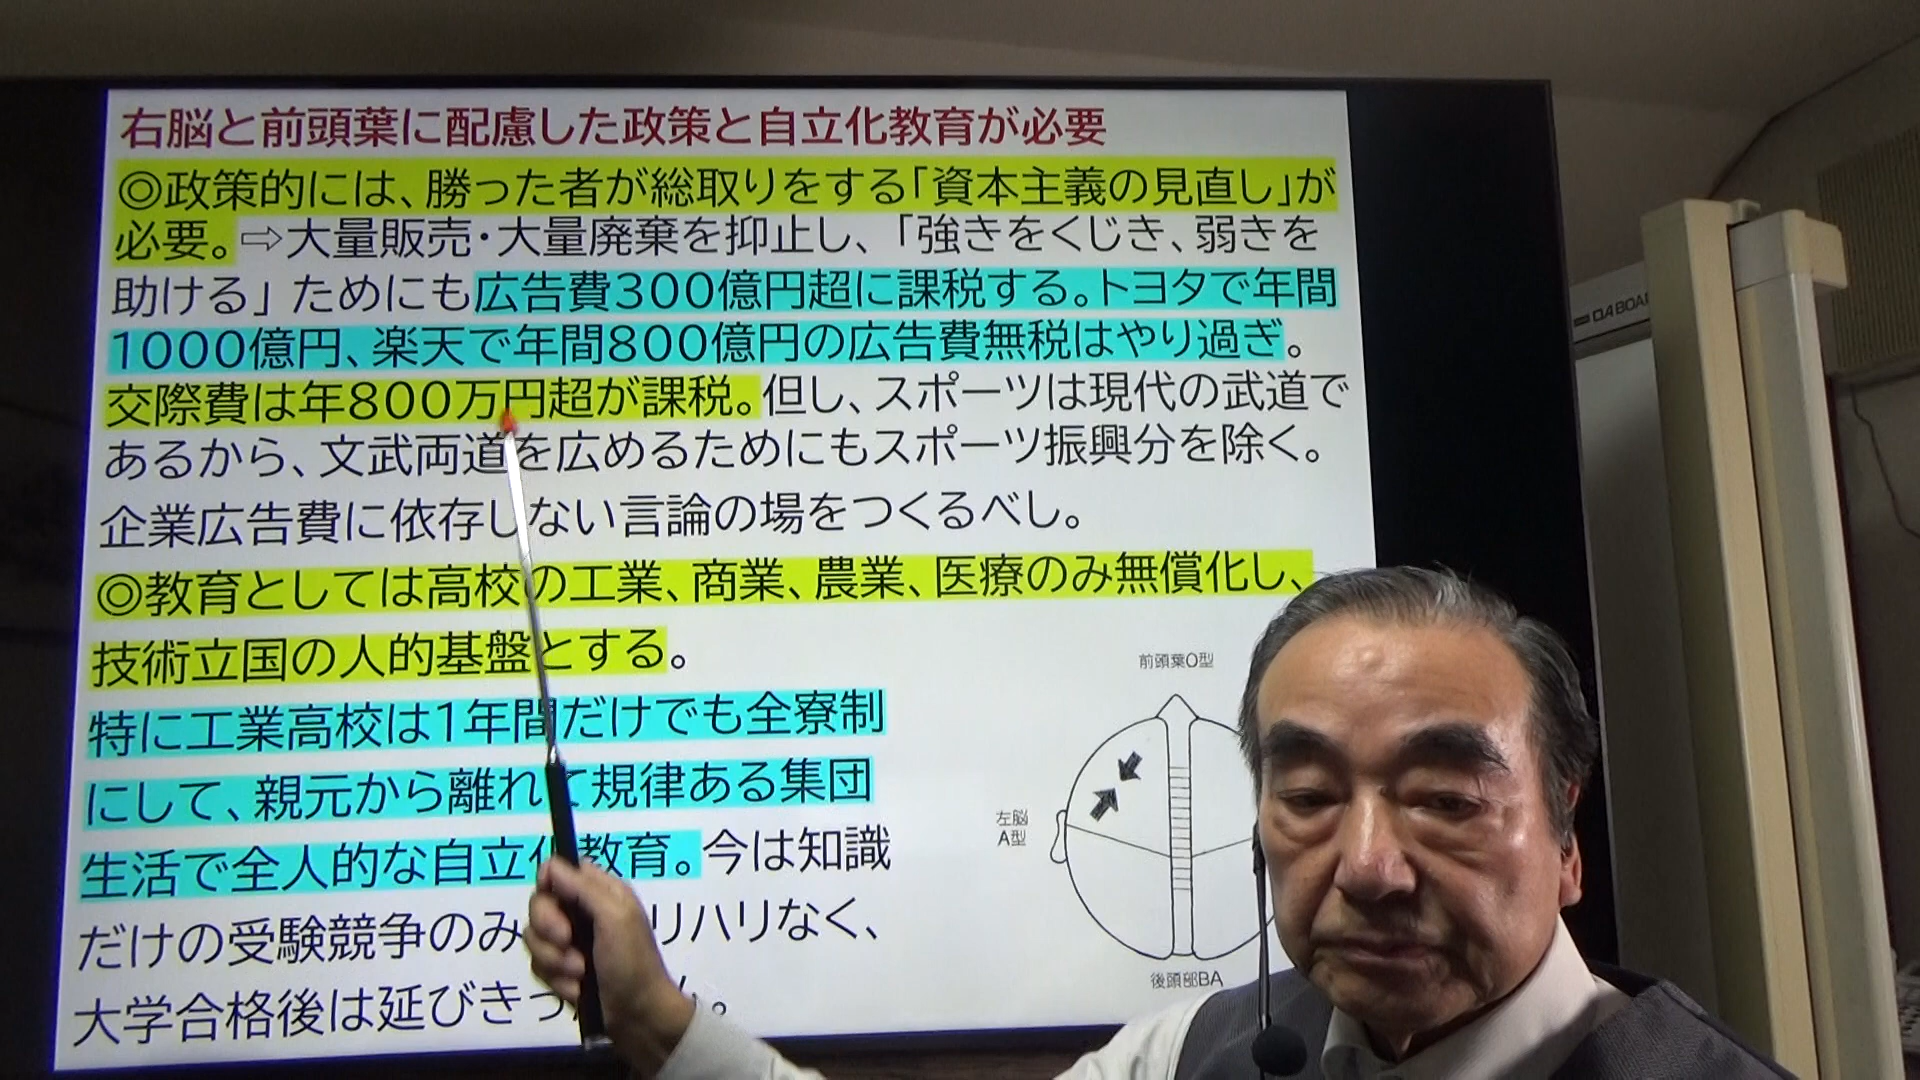 右脳と前頭葉に配慮した政策と自立化教育が必要
◎政策的には、勝った者が総取りをする「資本主義の見直し」が
必要。⇨大量販売・大量廃棄を抑止し、「強きをくじき、弱きを
助ける」ためにも広告費300億円超に課税する。トヨタで年間
1000億円、楽天で年間800億円の広告費無税はやり過ぎ。
交際費は年800万円超が課税。但し、スポーツは現代の武道で
あるから、文武両道を広めるためにもスポーツ振興分を除く。
企業広告費に依存しない言論の場をつくるべし。
◎教育としては高校の工業、商業、農業、医療のみ無償化し、
技術立国の人的基盤とする。
特に工業高校は1年間だけでも全寮制
にして、親元から離れて規律ある集団
生活で全人的な自立化教育。今は知識
だけの受験競争のみ リハリなく、
大学合格後は延びきっ 。
前頭葉O型
左脳
A型
後頭部BA
OA BOA